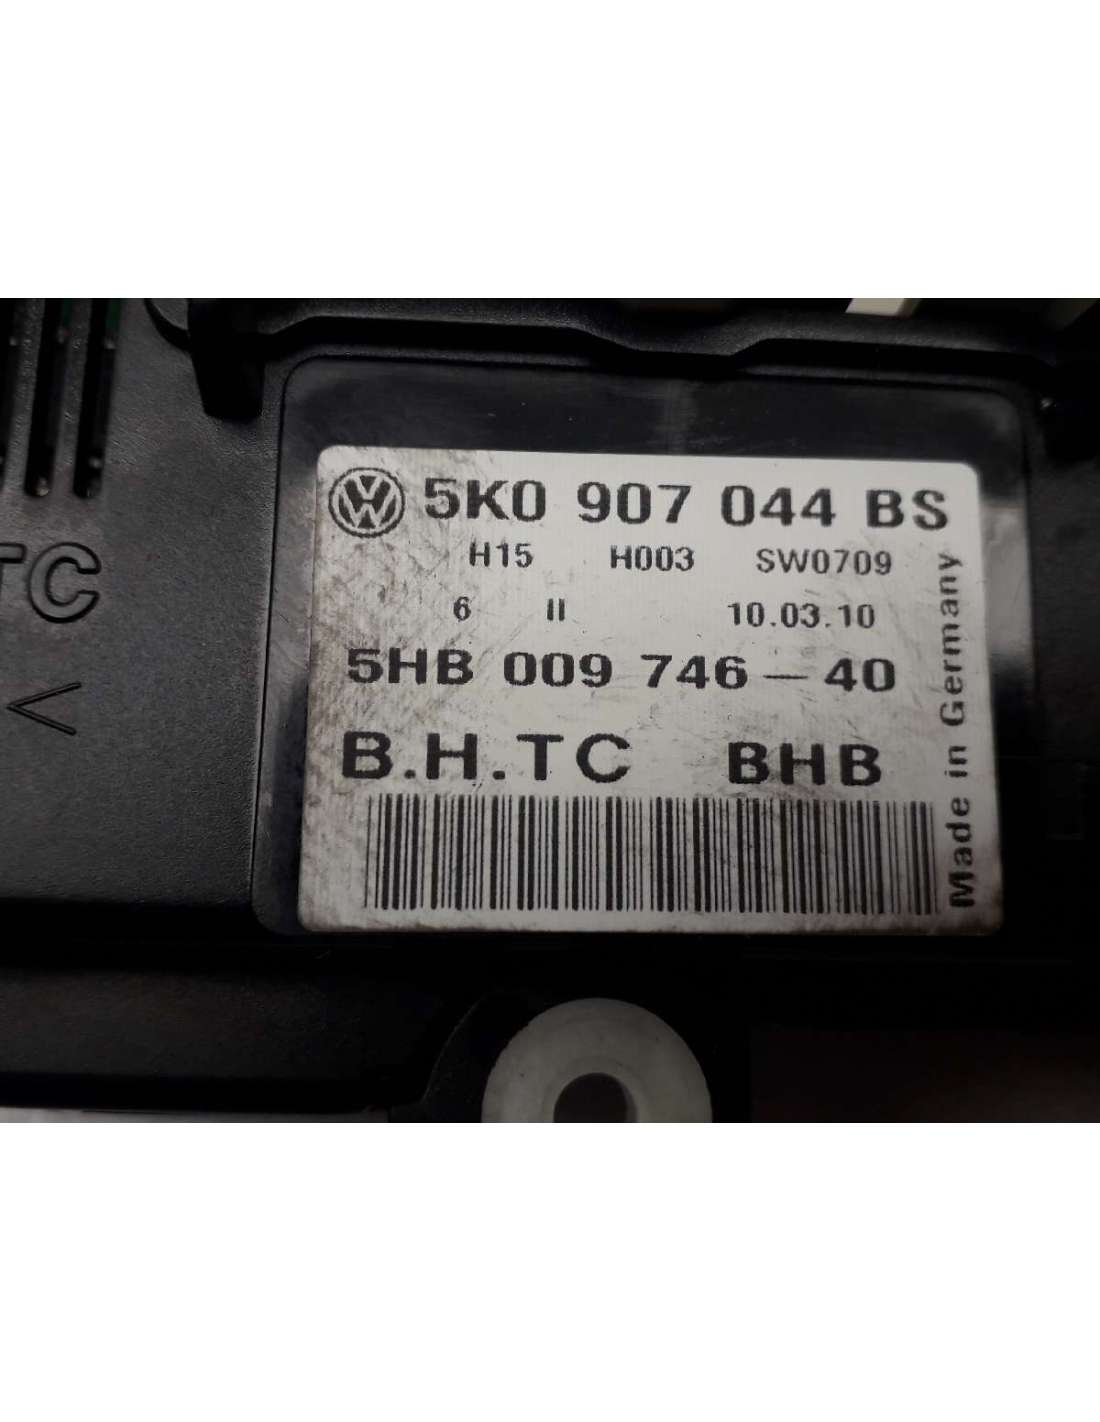 5K0 907 044 BS
H15 H003 SW0709
6 II 10.03.10
5HB 009 746-40
B.H.TC BHB
Made in Germany
TC
<